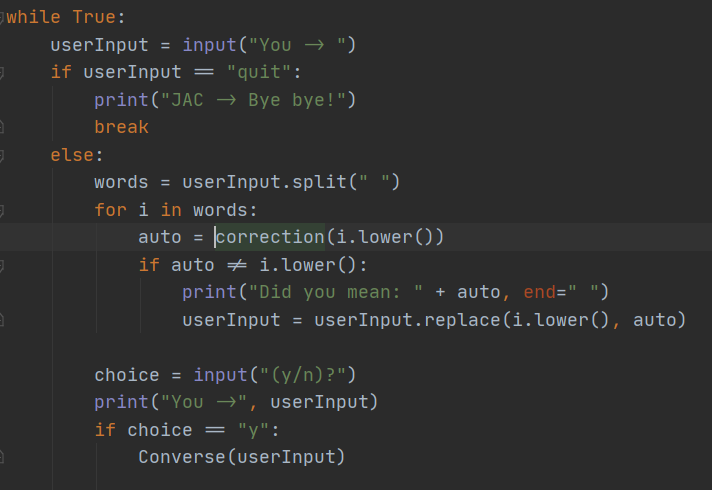 while True:
    userInput = input("You -> ")
    if userInput == "quit":
        print("JAC -> Bye bye!")
        break
    else:
        words = userInput.split(" ")
        for i in words:
            auto = correction(i.lower())
            if auto != i.lower():
                print("Did you mean: " + auto, end=" ")
                userInput = userInput.replace(i.lower(), auto)

        choice = input("(y/n)?")
        print("You ->", userInput)
        if choice == "y":
            Converse(userInput)